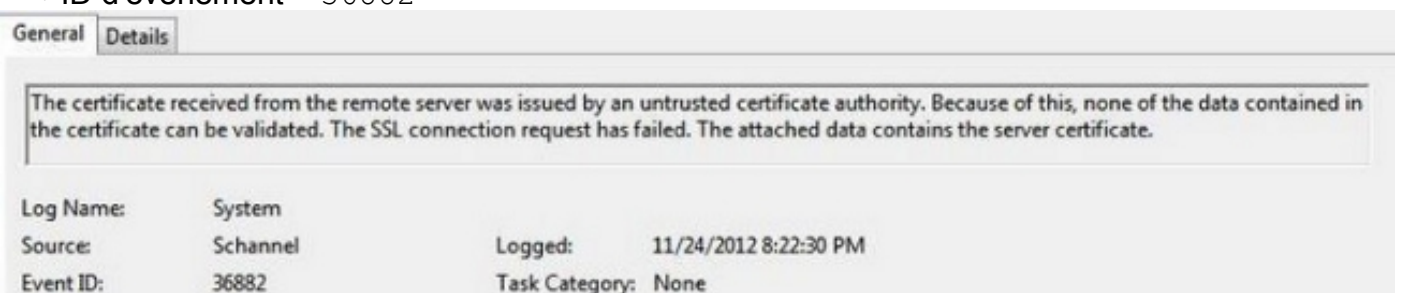 ID d'événement 36882
General Details
The certificate received from the remote server was issued by an untrusted certificate authority. Because of this, none of the data contained in
the certificate can be validated. The SSL connection request has failed. The attached data contains the server certificate.
Log Name: System
Source: Schannel Logged: 11/24/2012 8:22:30 PM
Event ID: 36882 Task Category: None